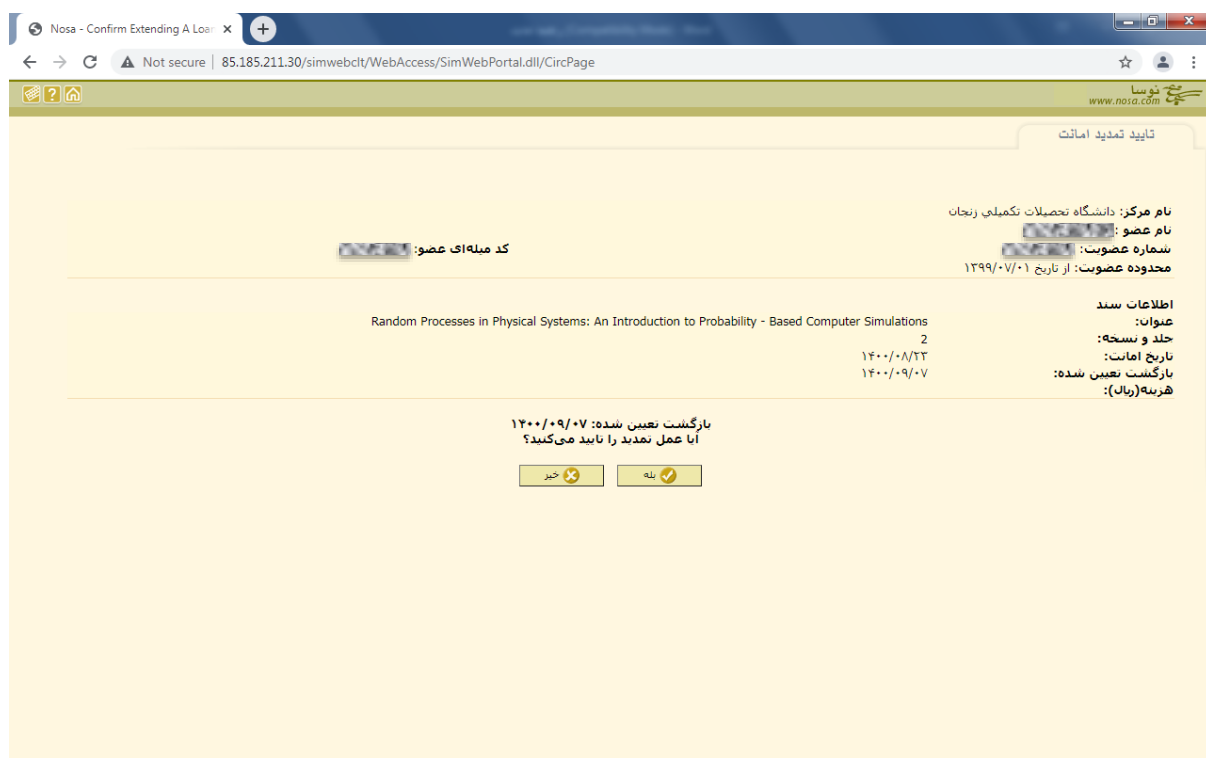 Nosa - Confirm Extending A Loar
Not secure | 85.185.211.30/simwebclt/WebAccess/SimWebPortal.dll/CircPage
نوسا
www.nosa.com
تایید تمدید امانت
نام مرکز: دانشگاه تحصیلات تکمیلي زنجان
نام عضو :
شماره عضویت:
کد میله‌ای عضو:
محدوده عضویت: از تاریخ ۱۳۹۹/۰۷/۰۱
اطلاعات سند
عنوان: Random Processes in Physical Systems: An Introduction to Probability - Based Computer Simulations
جلد و نسخه: 2
تاریخ امانت: ۱۴۰۰/۰۸/۲۳
بازگشت تعیین شده: ۱۴۰۰/۰۹/۰۷
هزینه(ریال):
بازگشت تعیین شده: ۱۴۰۰/۰۹/۰۷
آیا عمل تمدید را تایید می‌کنید؟
بله
خیر